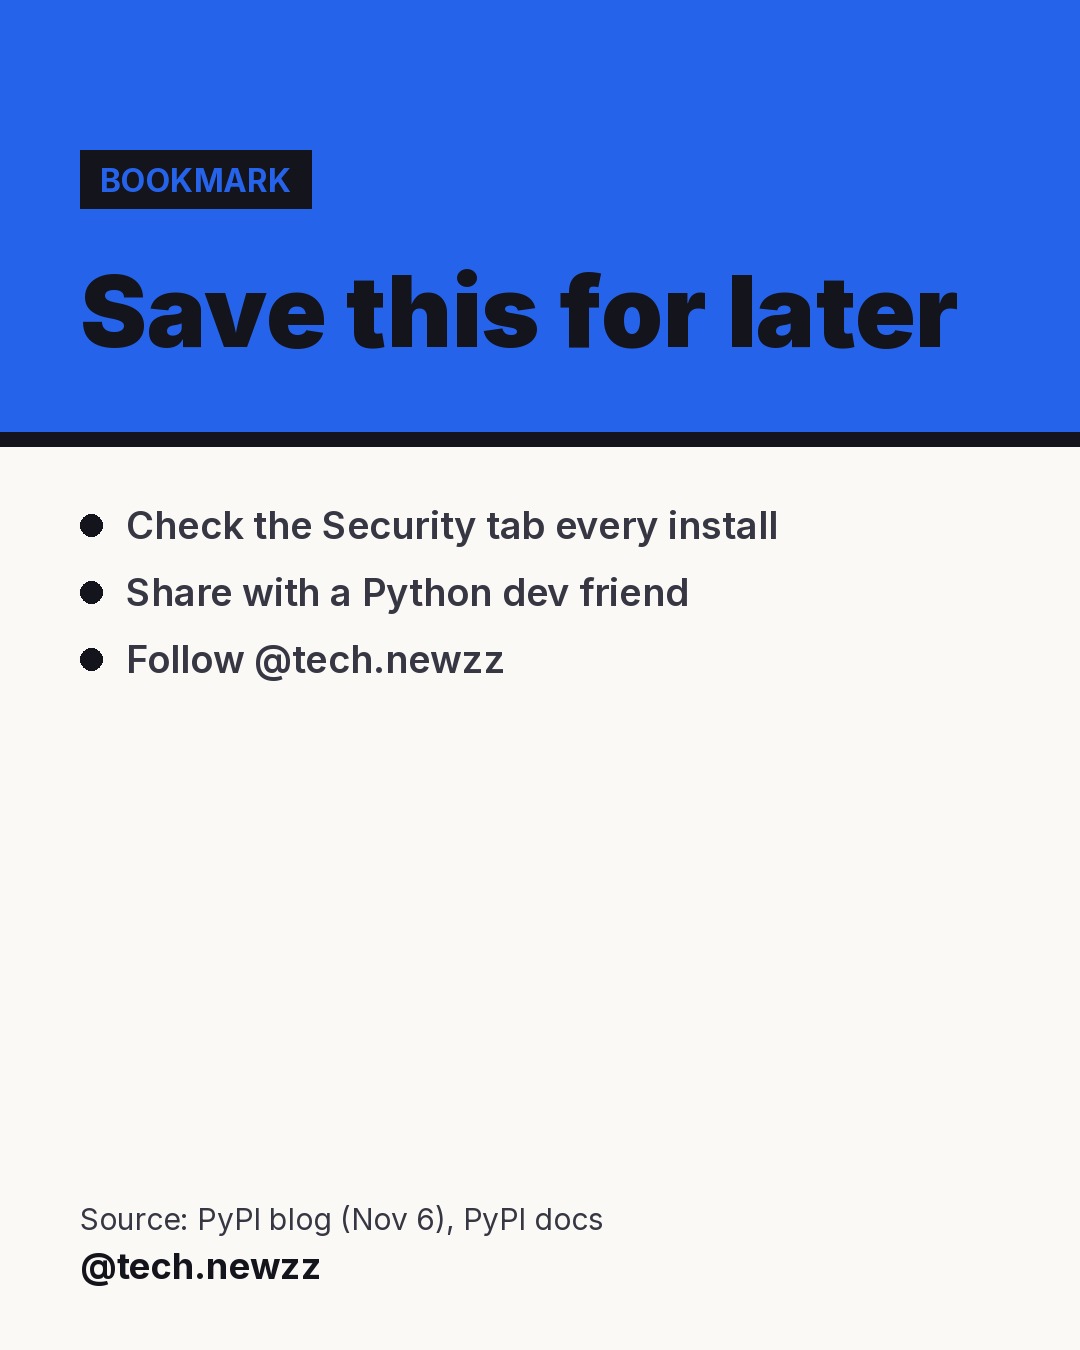 BOOKMARK
Save this for later
Check the Security tab every install
Share with a Python dev friend
Follow @tech.newzz
Source: PyPI blog (Nov 6), PyPI docs
@tech.newzz